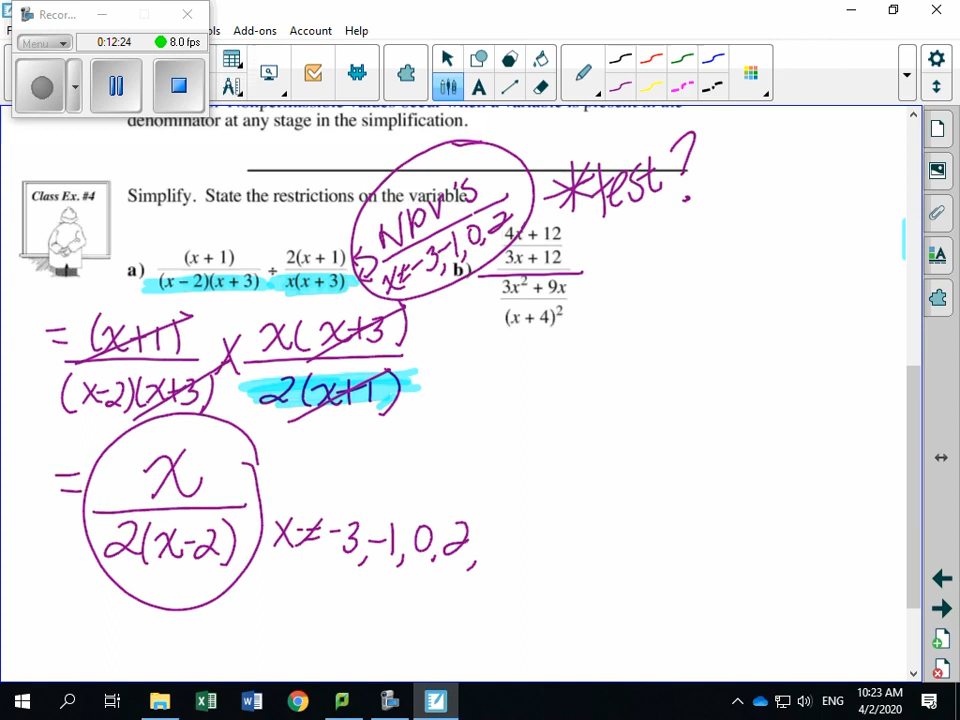 Recor...
Menu
0:12:24
8.0 fps
Add-ons Account Help
denominator at any stage in the simplification.
Class Ex. #4
Simplify. State the restrictions on the variable.
*test?
NPV's
x≠-3,-1,0,2
a) (x + 1) / (x − 2)(x + 3) ÷ 2(x + 1) / x(x + 3)
b) 4x + 12
3x + 12
3x² + 9x
(x + 4)²
= (x+1) / (x-2)(x+3) × x(x+3) / 2(x+1)
= x / 2(x-2) x≠-3,-1,0,2,
ENG
10:23 AM
4/2/2020